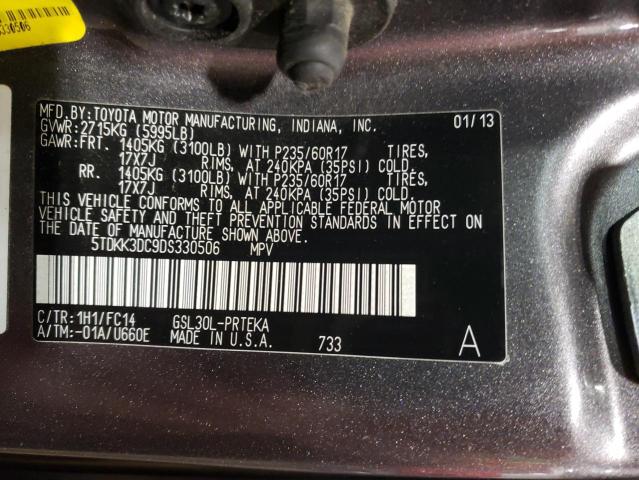 330506
MFD.BY:TOYOTA MOTOR MANUFACTURING, INDIANA, INC. 01/13
GVWR:2715KG (5995LB)
GAWR:FRT. 1405KG (3100LB) WITH P235/60R17 TIRES,
17X7J RIMS, AT 240KPA (35PSI) COLD
RR. 1405KG (3100LB) WITH P235/60R17 TIRES,
17X7J RIMS, AT 240KPA (35PSI) COLD
THIS VEHICLE CONFORMS TO ALL APPLICABLE FEDERAL MOTOR
VEHICLE SAFETY AND THEFT PREVENTION STANDARDS IN EFFECT ON
THE DATE OF MANUFACTURE SHOWN ABOVE.
5TDKK3DC9DS330506 MPV
C/TR:1H1/FC14 GSL30L-PRTEKA
A/TM:-01A/U660E MADE IN U.S.A. 733 A